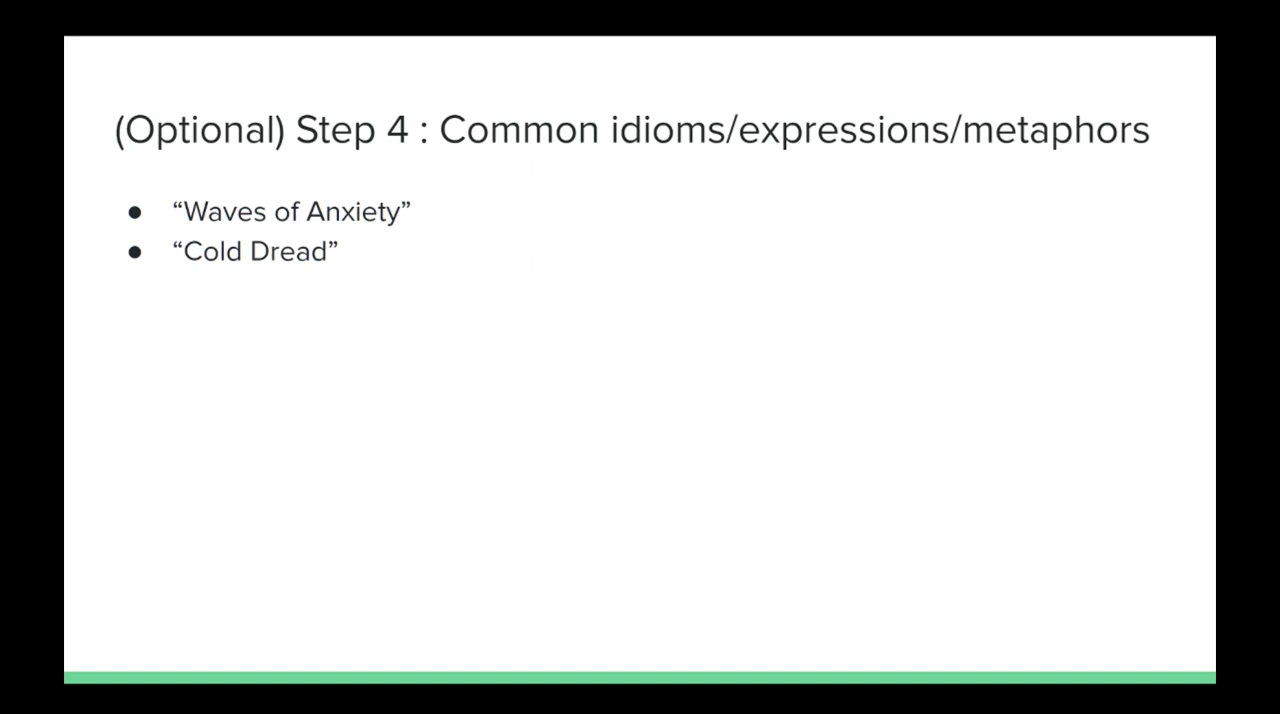 (Optional) Step 4 : Common idioms/expressions/metaphors
● “Waves of Anxiety”
● “Cold Dread”